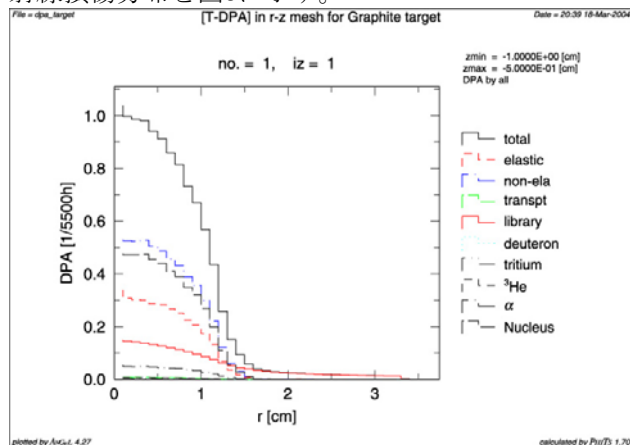 File = dpa_target
[T-DPA] in r-z mesh for Graphite target
Date = 20:39 18-Mar-2004
no. = 1, iz = 1
zmin = -1.0000E+00 [cm]
zmax = -5.0000E-01 [cm]
DPA by all
1.0
0.8
0.6
0.4
0.2
0.0
DPA [1/5500h]
0 1 2 3
r [cm]
total
elastic
non-ela
transpt
library
deuteron
tritium
³He
α
Nucleus
plotted by ANGEL 4.27
calculated by PHITS 1.70